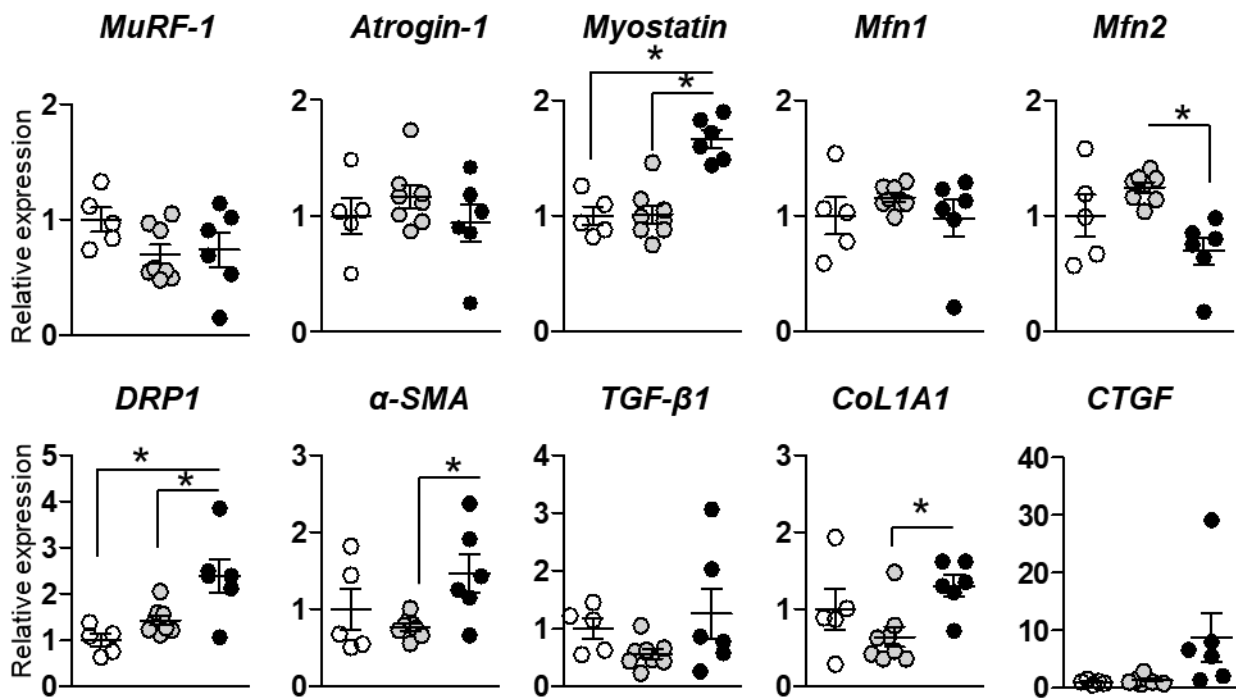 MuRF-1 Atrogin-1 Myostatin Mfn1 Mfn2
* *
* *
Relative expression
2 2 2 2 2
1 1 1 1 1
0 0 0 0 0
DRP1 α-SMA TGF-β1 CoL1A1 CTGF
Relative expression
5 3 4 3 40
4 30
3 2 3 2 20
2 1 2 1 10
1 1
0 0 0 0 0
* * * *
*